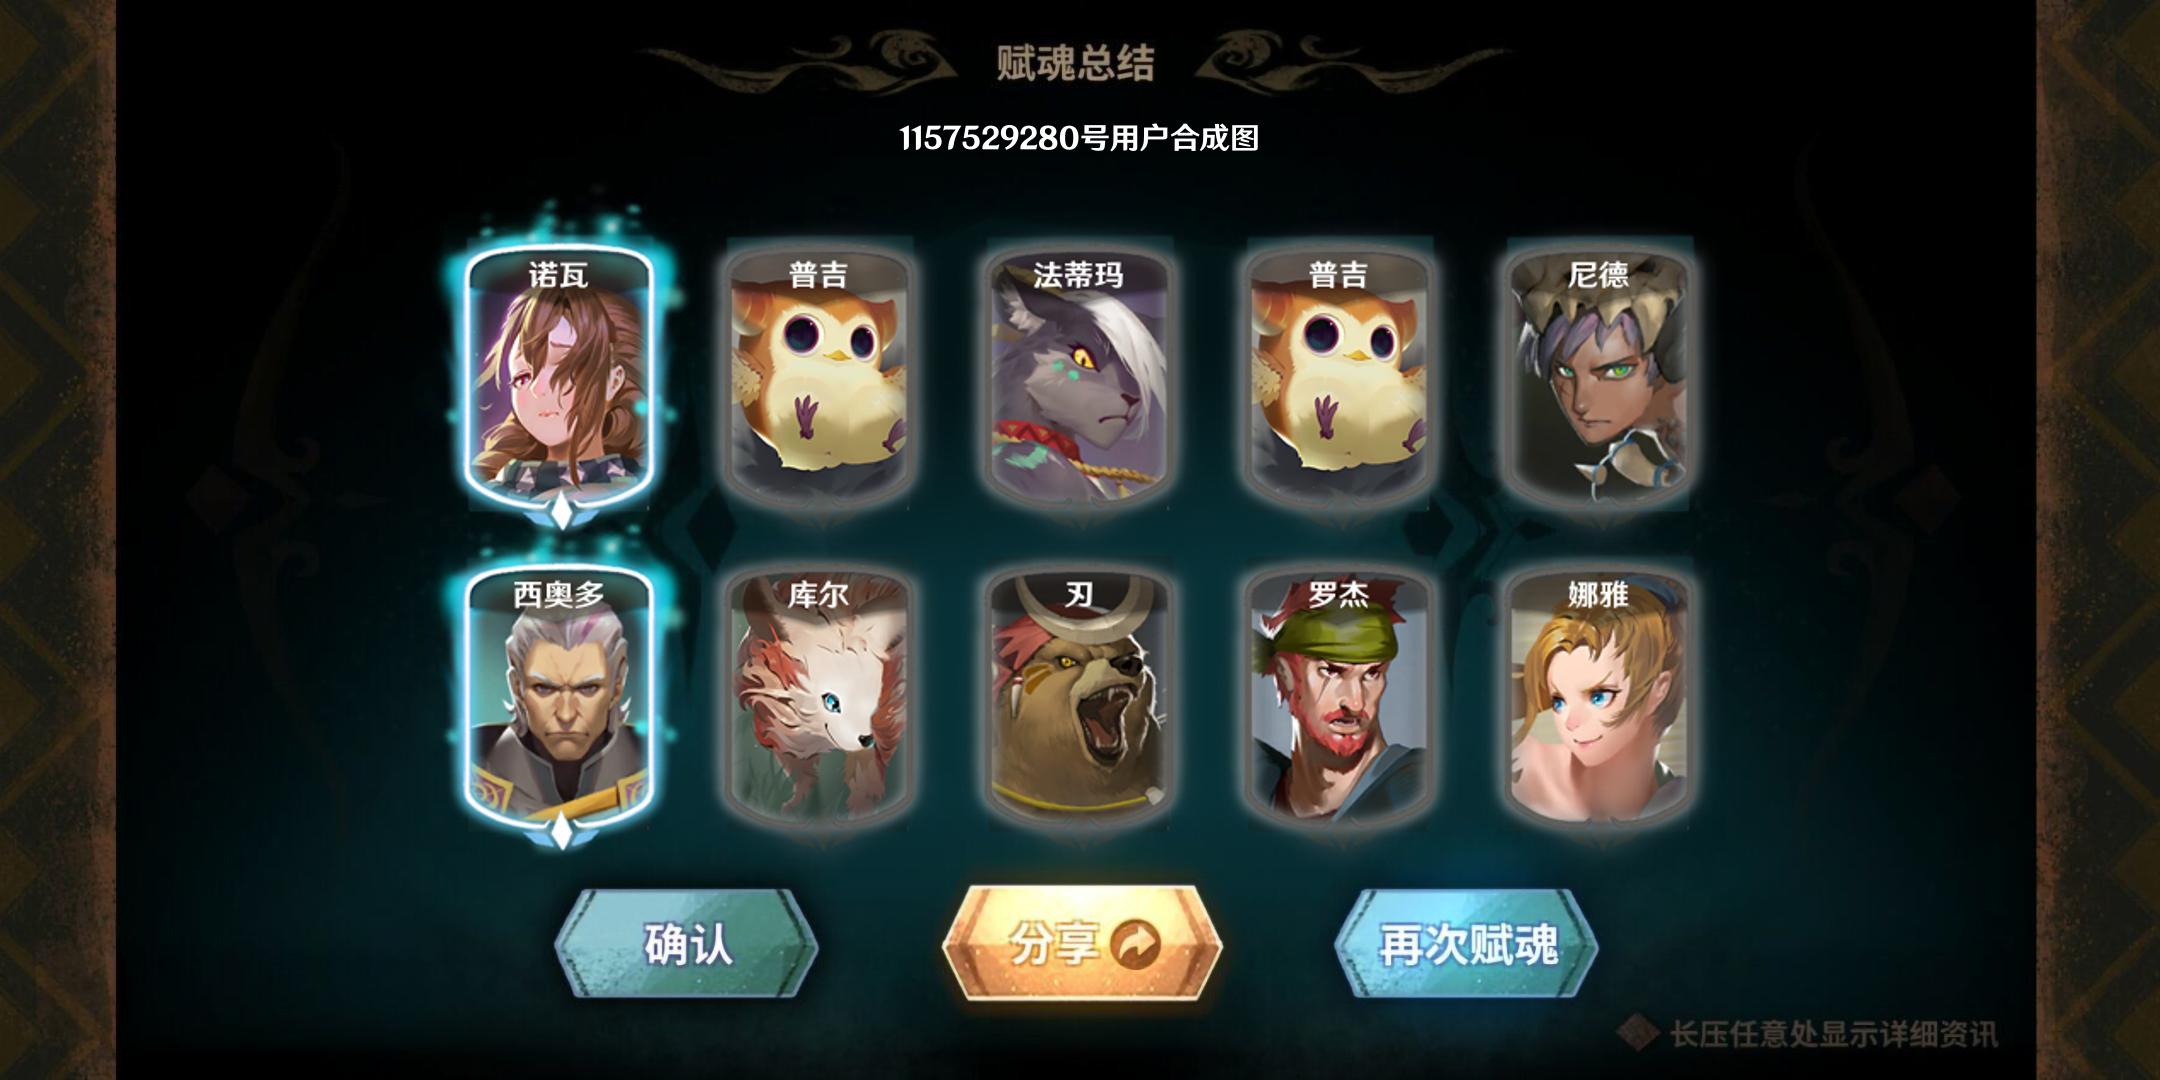 赋魂总结
1157529280号用户合成图
诺瓦
普吉
法蒂玛
普吉
尼德
西奥多
库尔
刃
罗杰
娜雅
确认
分享
再次赋魂
长压任意处显示详细资讯